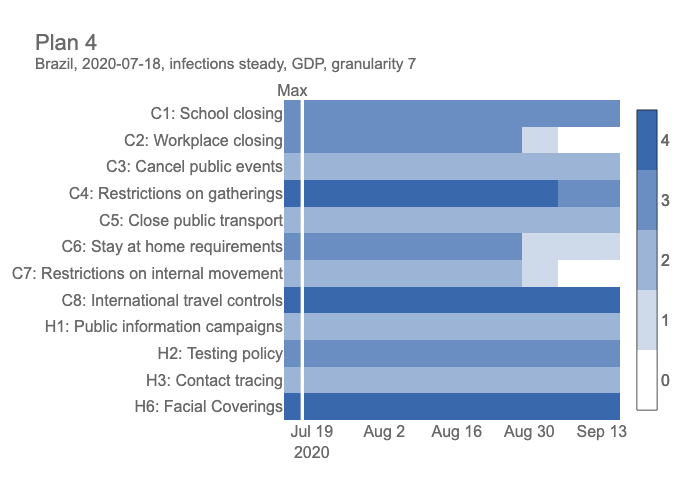 Plan 4
Brazil, 2020-07-18, infections steady, GDP, granularity 7
Max
C1: School closing
C2: Workplace closing
C3: Cancel public events
C4: Restrictions on gatherings
C5: Close public transport
C6: Stay at home requirements
C7: Restrictions on internal movement
C8: International travel controls
H1: Public information campaigns
H2: Testing policy
H3: Contact tracing
H6: Facial Coverings
4
3
2
1
0
Jul 19 Aug 2 Aug 16 Aug 30 Sep 13
2020